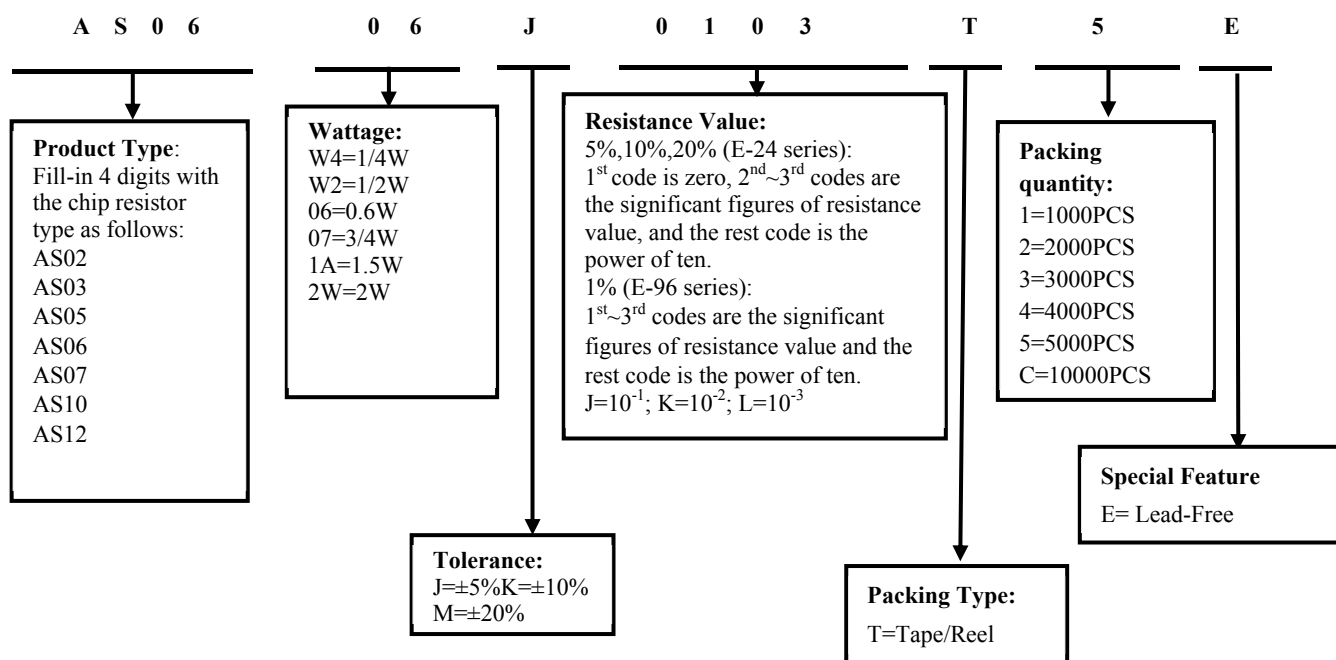 A S 0 6 0 6 J 0 1 0 3 T 5 E
Product Type:
Fill-in 4 digits with
the chip resistor
type as follows:
AS02
AS03
AS05
AS06
AS07
AS10
AS12
Wattage:
W4=1/4W
W2=1/2W
06=0.6W
07=3/4W
1A=1.5W
2W=2W
Tolerance:
J=±5%K=±10%
M=±20%
Resistance Value:
5%,10%,20% (E-24 series):
1st code is zero, 2nd~3rd codes are
the significant figures of resistance
value, and the rest code is the
power of ten.
1% (E-96 series):
1st~3rd codes are the significant
figures of resistance value and the
rest code is the power of ten.
J=10-1; K=10-2; L=10-3
Packing Type:
T=Tape/Reel
Packing
quantity:
1=1000PCS
2=2000PCS
3=3000PCS
4=4000PCS
5=5000PCS
C=10000PCS
Special Feature
E= Lead-Free